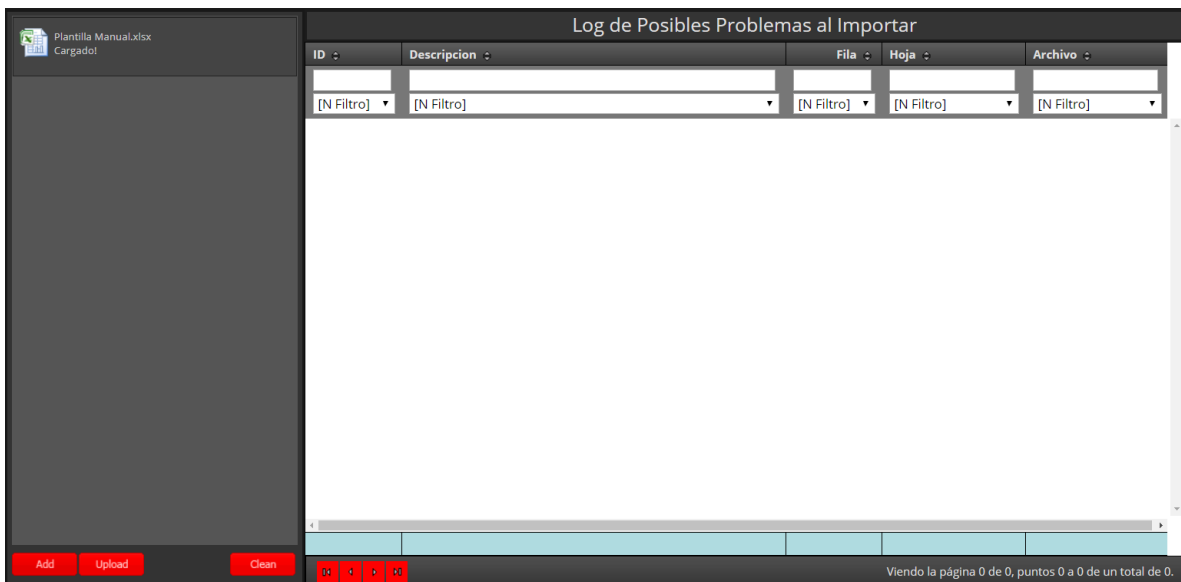 Plantilla Manual.xlsx
Cargado!
Add
Upload
Clean
Log de Posibles Problemas al Importar
ID Descripcion Fila Hoja Archivo
[N Filtro] [N Filtro] [N Filtro] [N Filtro] [N Filtro]
Viendo la página 0 de 0, puntos 0 a 0 de un total de 0.